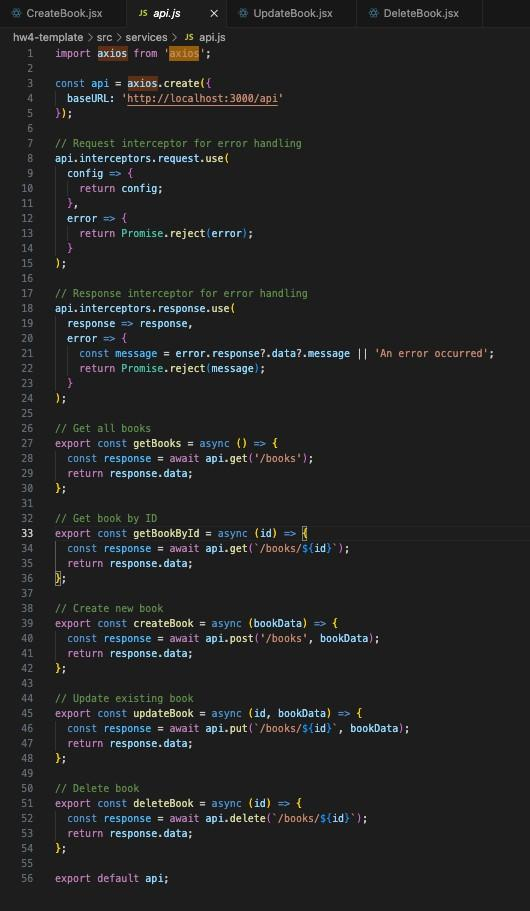 CreateBook.jsx JS api.js × UpdateBook.jsx DeleteBook.jsx
hw4-template > src > services > JS api.js
1 import axios from 'axios';
2
3 const api = axios.create({
4   baseURL: 'http://localhost:3000/api'
5 });
6
7 // Request interceptor for error handling
8 api.interceptors.request.use(
9   config => {
10     return config;
11   },
12   error => {
13     return Promise.reject(error);
14   }
15 );
16
17 // Response interceptor for error handling
18 api.interceptors.response.use(
19   response => response,
20   error => {
21     const message = error.response?.data?.message || 'An error occurred';
22     return Promise.reject(message);
23   }
24 );
25
26 // Get all books
27 export const getBooks = async () => {
28   const response = await api.get('/books');
29   return response.data;
30 };
31
32 // Get book by ID
33 export const getBookById = async (id) => {
34   const response = await api.get(`/books/${id}`);
35   return response.data;
36 };
37
38 // Create new book
39 export const createBook = async (bookData) => {
40   const response = await api.post('/books', bookData);
41   return response.data;
42 };
43
44 // Update existing book
45 export const updateBook = async (id, bookData) => {
46   const response = await api.put(`/books/${id}`, bookData);
47   return response.data;
48 };
49
50 // Delete book
51 export const deleteBook = async (id) => {
52   const response = await api.delete(`/books/${id}`);
53   return response.data;
54 };
55
56 export default api;